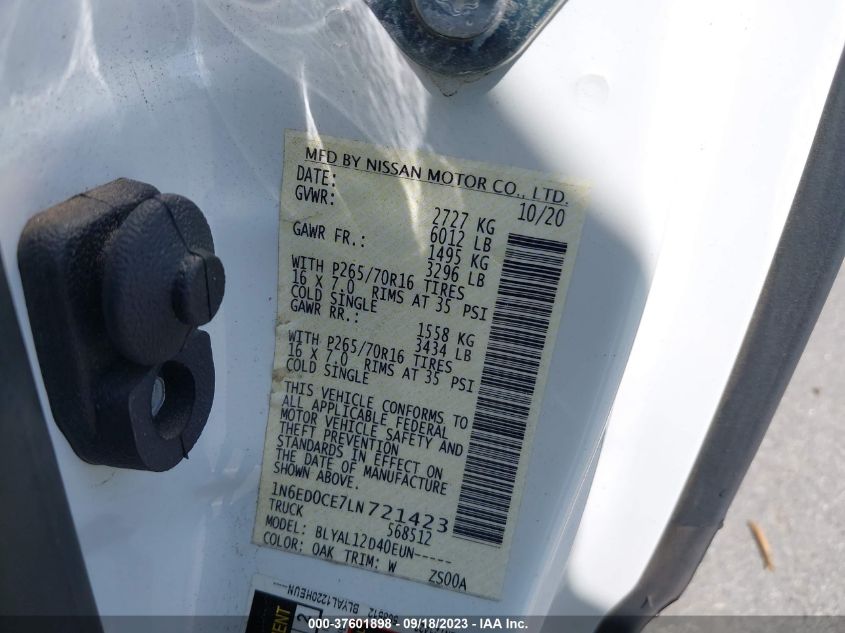 MFD BY NISSAN MOTOR CO., LTD.
DATE: 10/20
GVWR: 2727 KG
6012 LB
GAWR FR.: 1495 KG
3296 LB
WITH P265/70R16 TIRES
16 X 7.0 RIMS AT 35 PSI
COLD SINGLE
GAWR RR.: 1558 KG
3434 LB
WITH P265/70R16 TIRES
16 X 7.0 RIMS AT 35 PSI
COLD SINGLE
THIS VEHICLE CONFORMS TO
ALL APPLICABLE FEDERAL
MOTOR VEHICLE SAFETY AND
THEFT PREVENTION
STANDARDS IN EFFECT ON
THE DATE OF MANUFACTURE
SHOWN ABOVE.
1N6ED0CE7LN721423
TRUCK 568512
MODEL: BLYAL12D40EUN-----
COLOR: QAK TRIM: W ZS00A
000-37601898 - 09/18/2023 - IAA Inc.